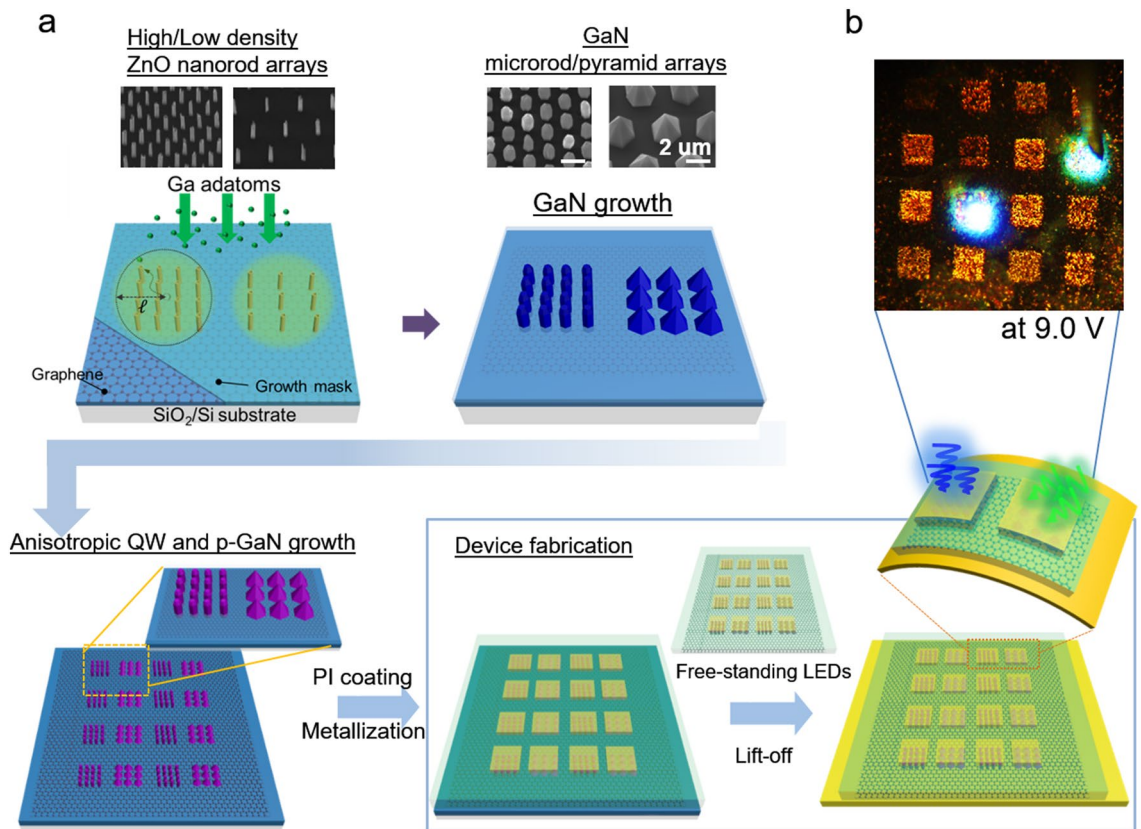 a
High/Low density
ZnO nanorod arrays
GaN
microrod/pyramid arrays
2 um
Ga adatoms
ℓ
Graphene
Growth mask
SiO₂/Si substrate
GaN growth
b
at 9.0 V
Anisotropic QW and p-GaN growth
PI coating
Metallization
Device fabrication
Free-standing LEDs
Lift-off